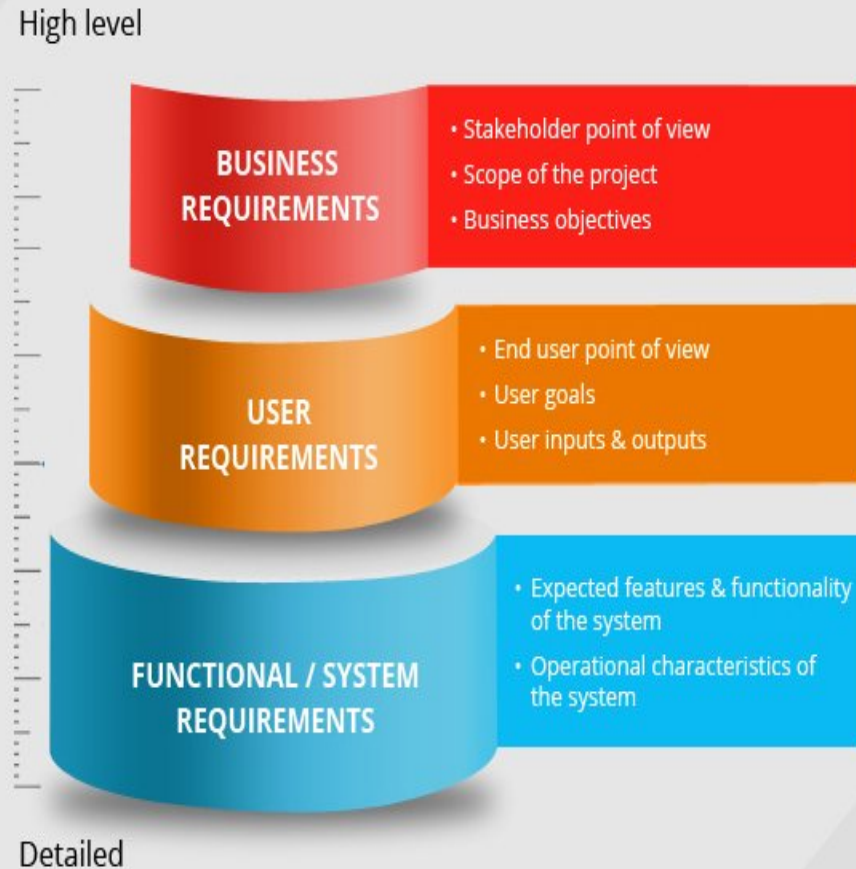 High level
BUSINESS
REQUIREMENTS
• Stakeholder point of view
• Scope of the project
• Business objectives
USER
REQUIREMENTS
• End user point of view
• User goals
• User inputs & outputs
FUNCTIONAL / SYSTEM
REQUIREMENTS
• Expected features & functionality
of the system
• Operational characteristics of
the system
Detailed